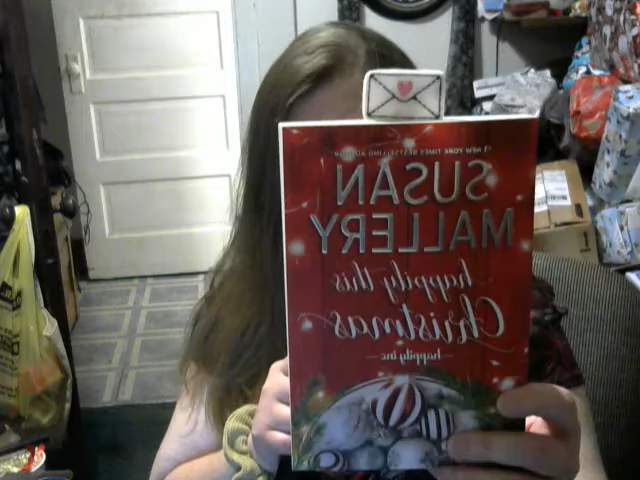 #1 NEW YORK TIMES BESTSELLING AUTHOR
SUSAN
MALLERY
happily this
Christmas
happily inc